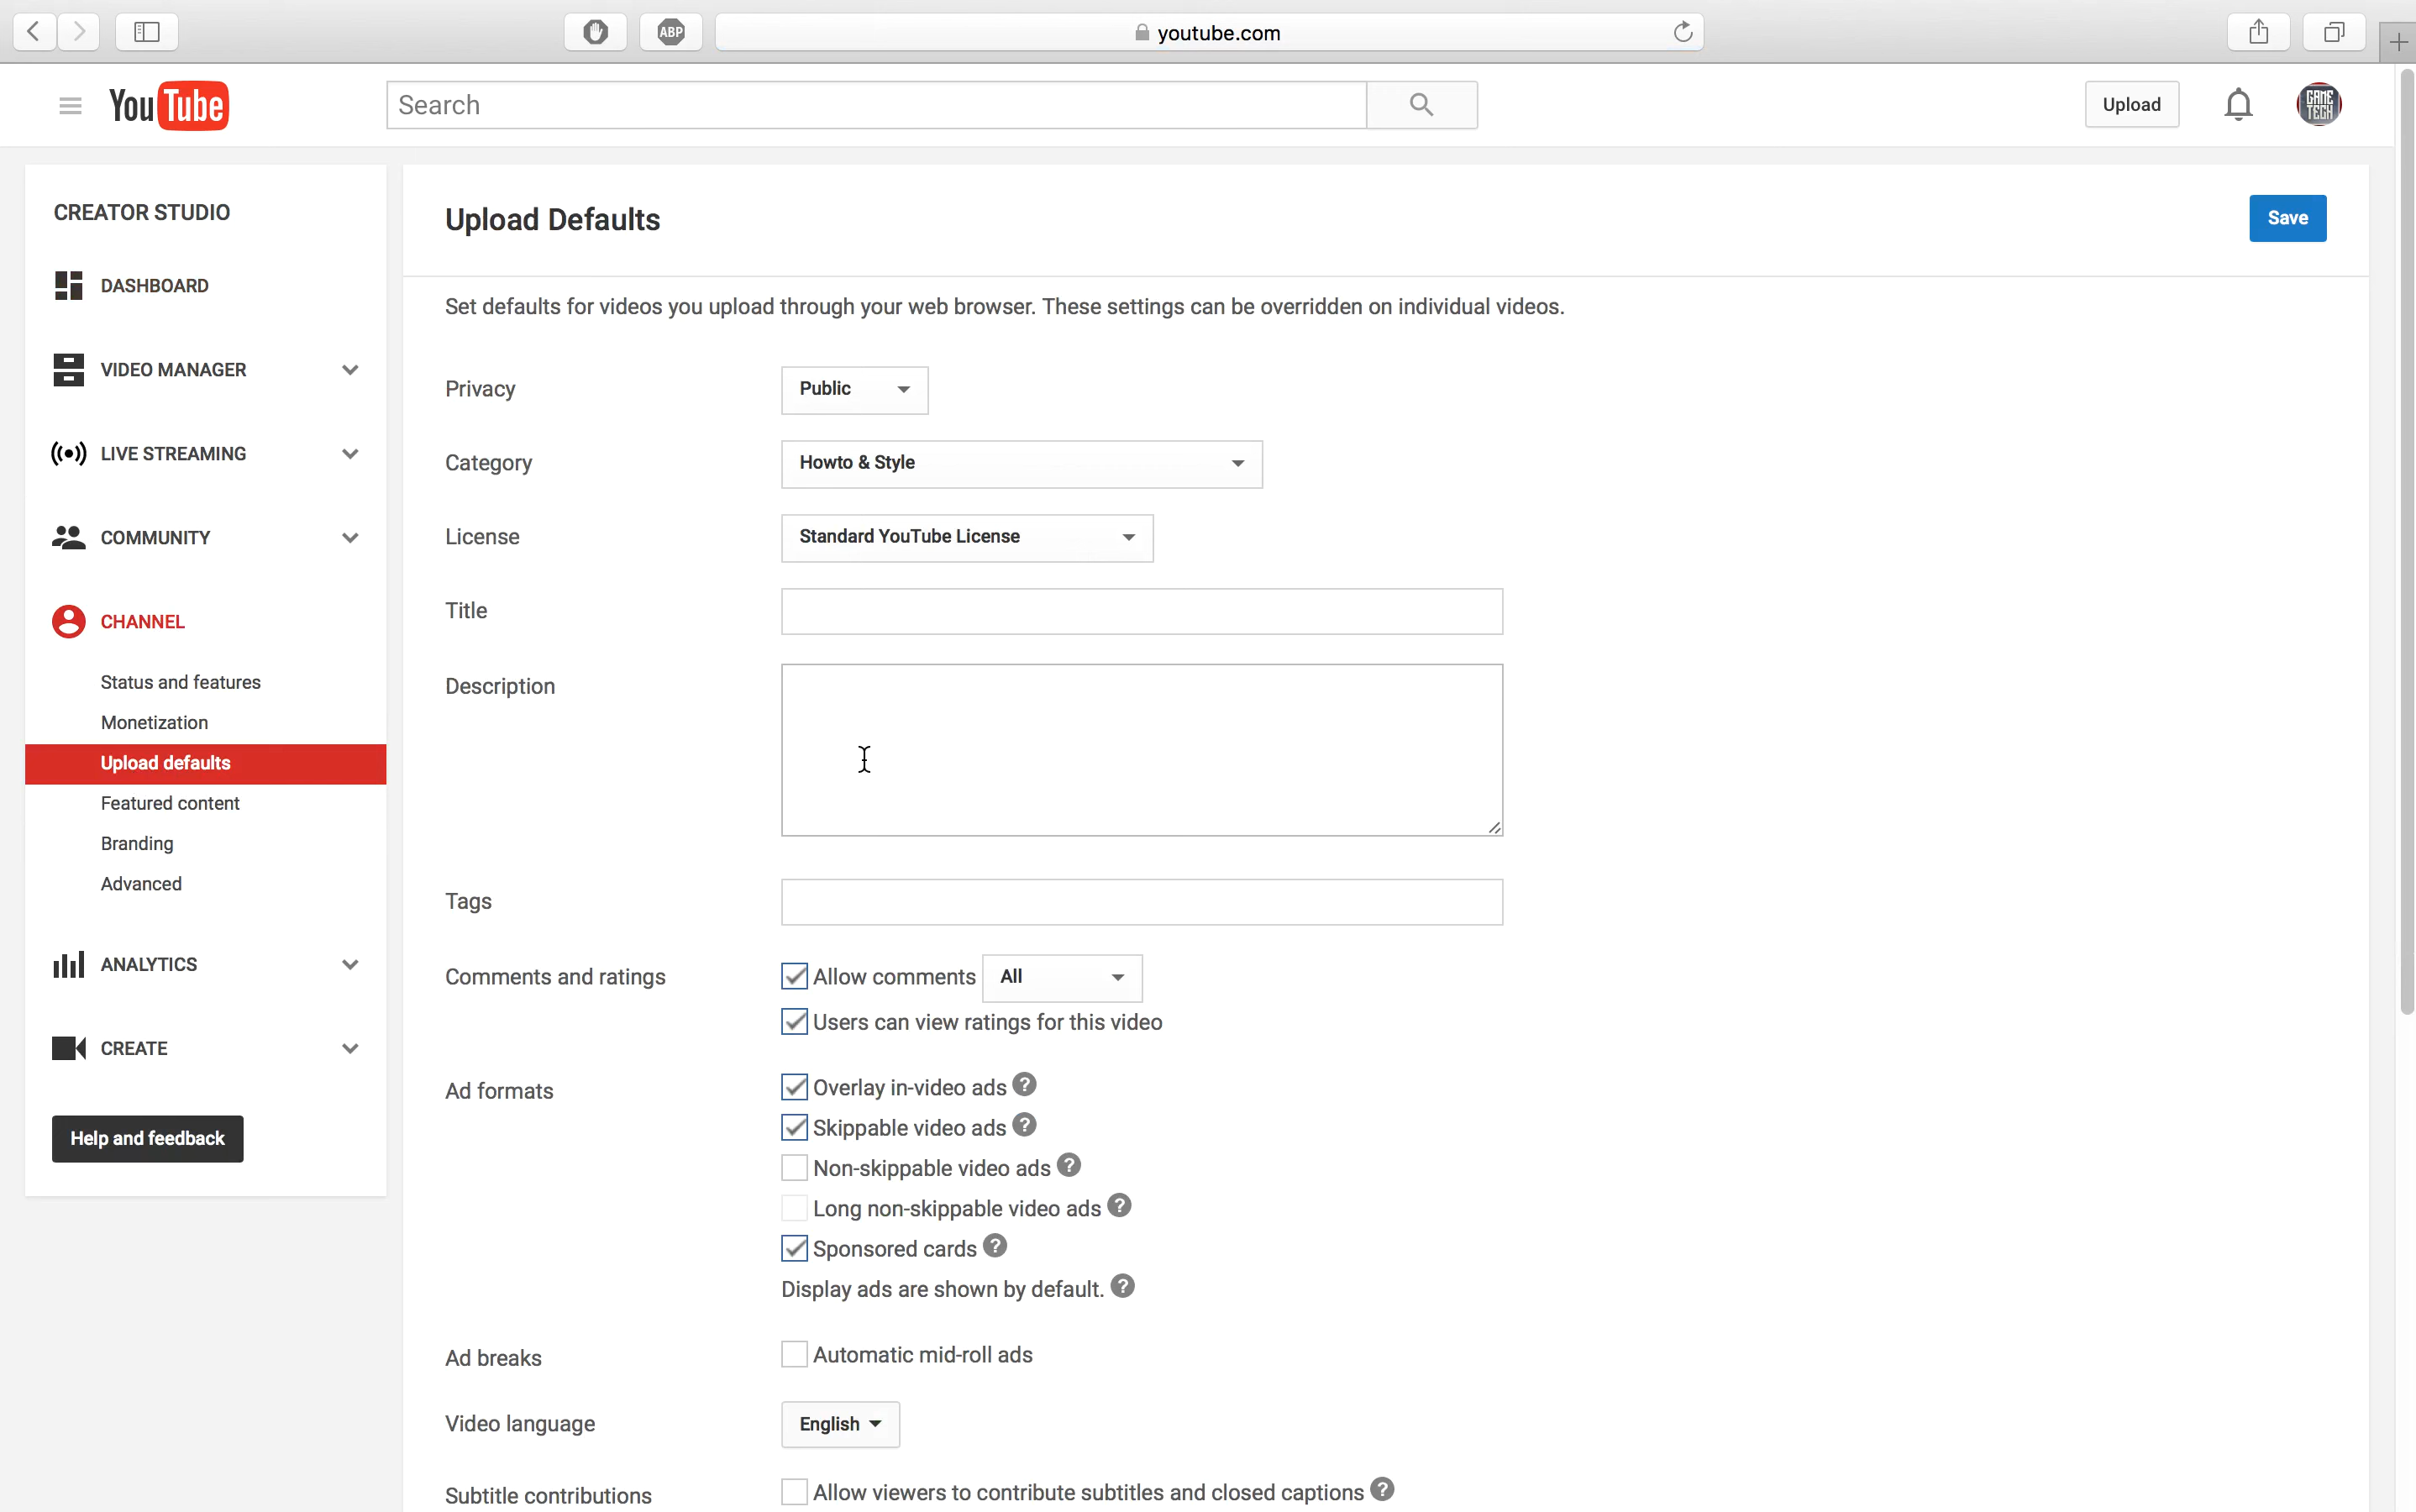 ABP
youtube.com
YouTube
Search
Upload
GAME
TECH
CREATOR STUDIO
DASHBOARD
VIDEO MANAGER
LIVE STREAMING
COMMUNITY
CHANNEL
Status and features
Monetization
Upload defaults
Featured content
Branding
Advanced
ANALYTICS
CREATE
Help and feedback
Upload Defaults
Save
Set defaults for videos you upload through your web browser. These settings can be overridden on individual videos.
Privacy
Public
Category
Howto & Style
License
Standard YouTube License
Title
Description
Tags
Comments and ratings
Allow comments
All
Users can view ratings for this video
Ad formats
Overlay in-video ads ?
Skippable video ads ?
Non-skippable video ads ?
Long non-skippable video ads ?
Sponsored cards ?
Display ads are shown by default. ?
Ad breaks
Automatic mid-roll ads
Video language
English
Subtitle contributions
Allow viewers to contribute subtitles and closed captions ?